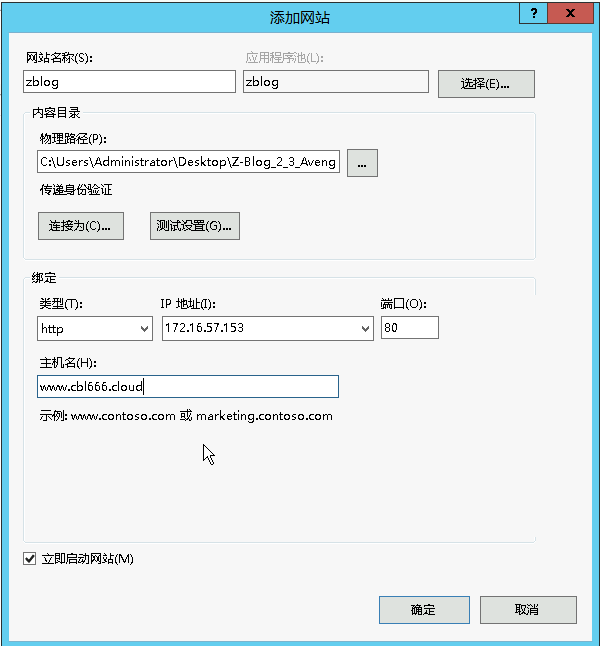 添加网站
?
x
网站名称(S):
应用程序池(L):
zblog
zblog
选择(E)...
内容目录
物理路径(P):
C:\Users\Administrator\Desktop\Z-Blog_2_3_Aveng
...
传递身份验证
连接为(C)...
测试设置(G)...
绑定
类型(T):
IP 地址(I):
端口(O):
http
172.16.57.153
80
主机名(H):
www.cbl666.cloud
示例: www.contoso.com 或 marketing.contoso.com
立即启动网站(M)
确定
取消